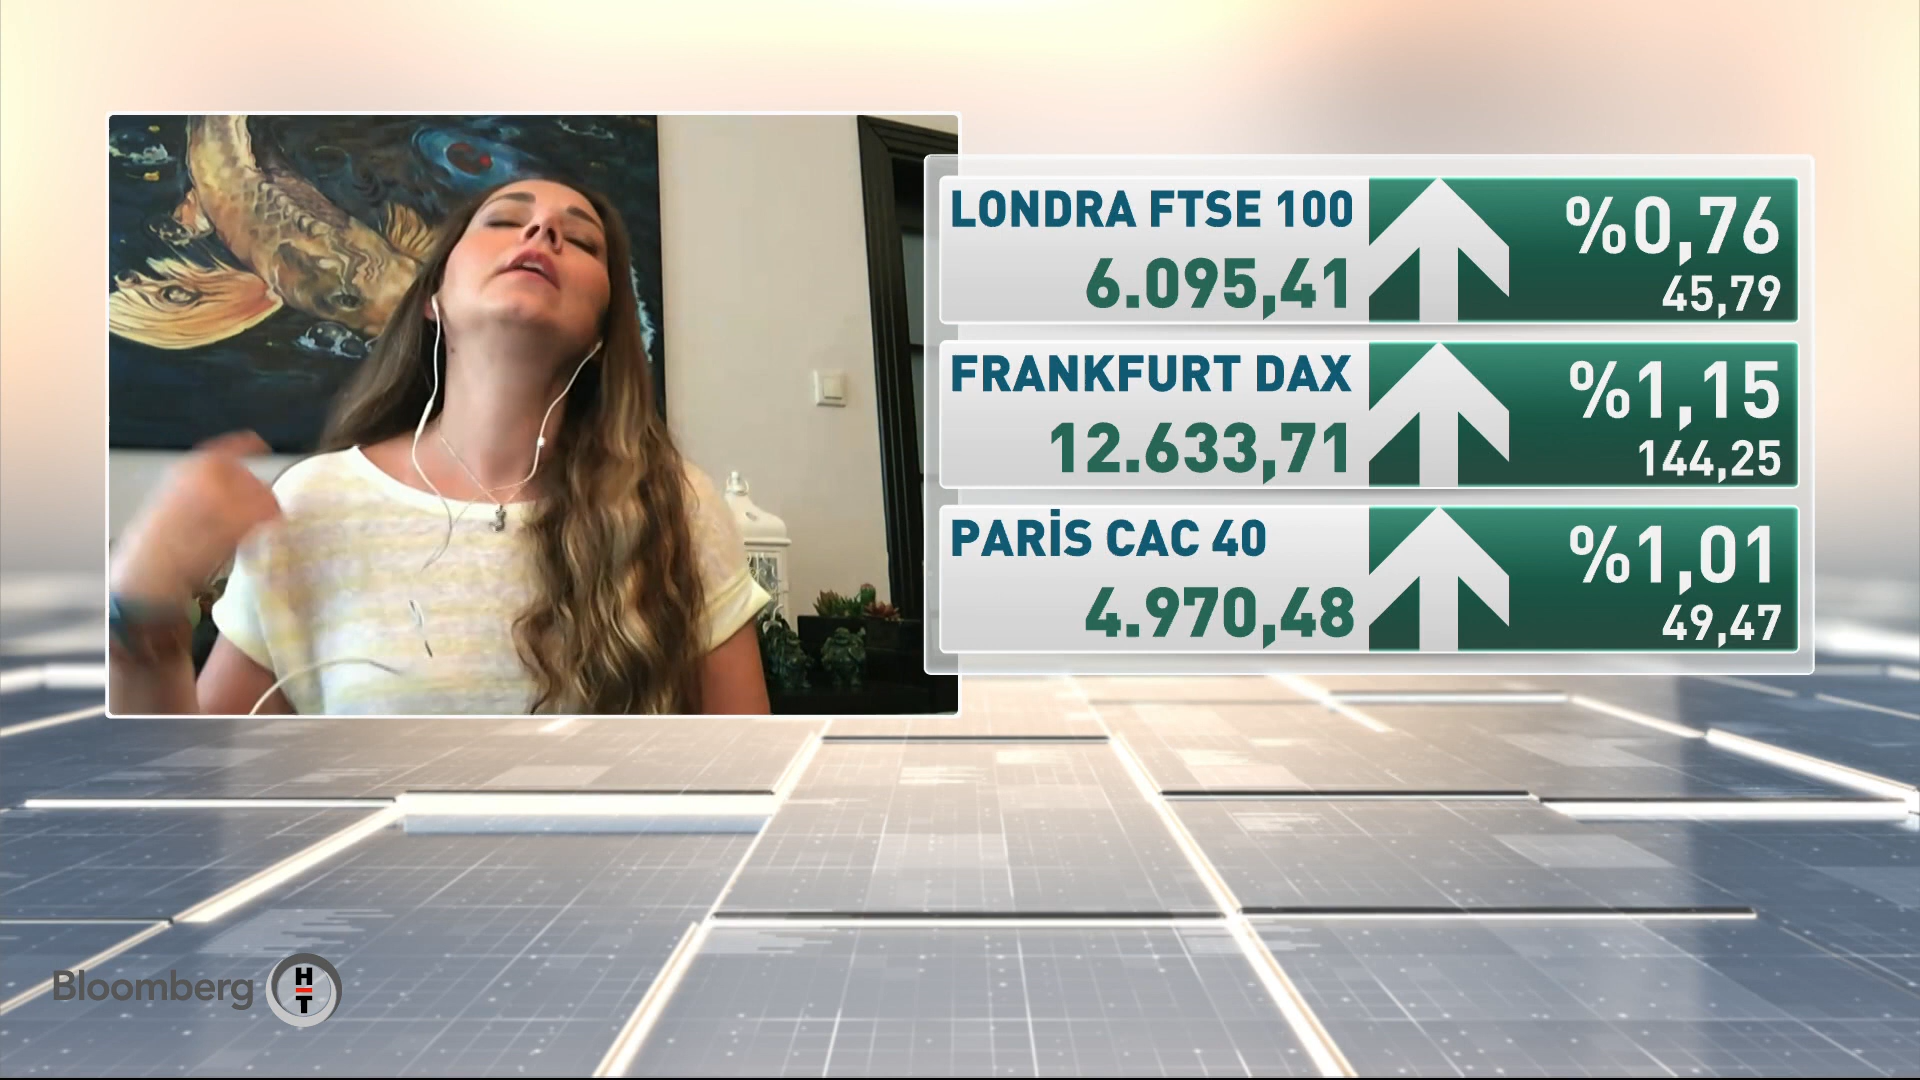 LONDRA FTSE 100
6.095,41
%0,76
45,79
FRANKFURT DAX
12.633,71
%1,15
144,25
PARİS CAC 40
4.970,48
%1,01
49,47
Bloomberg HT